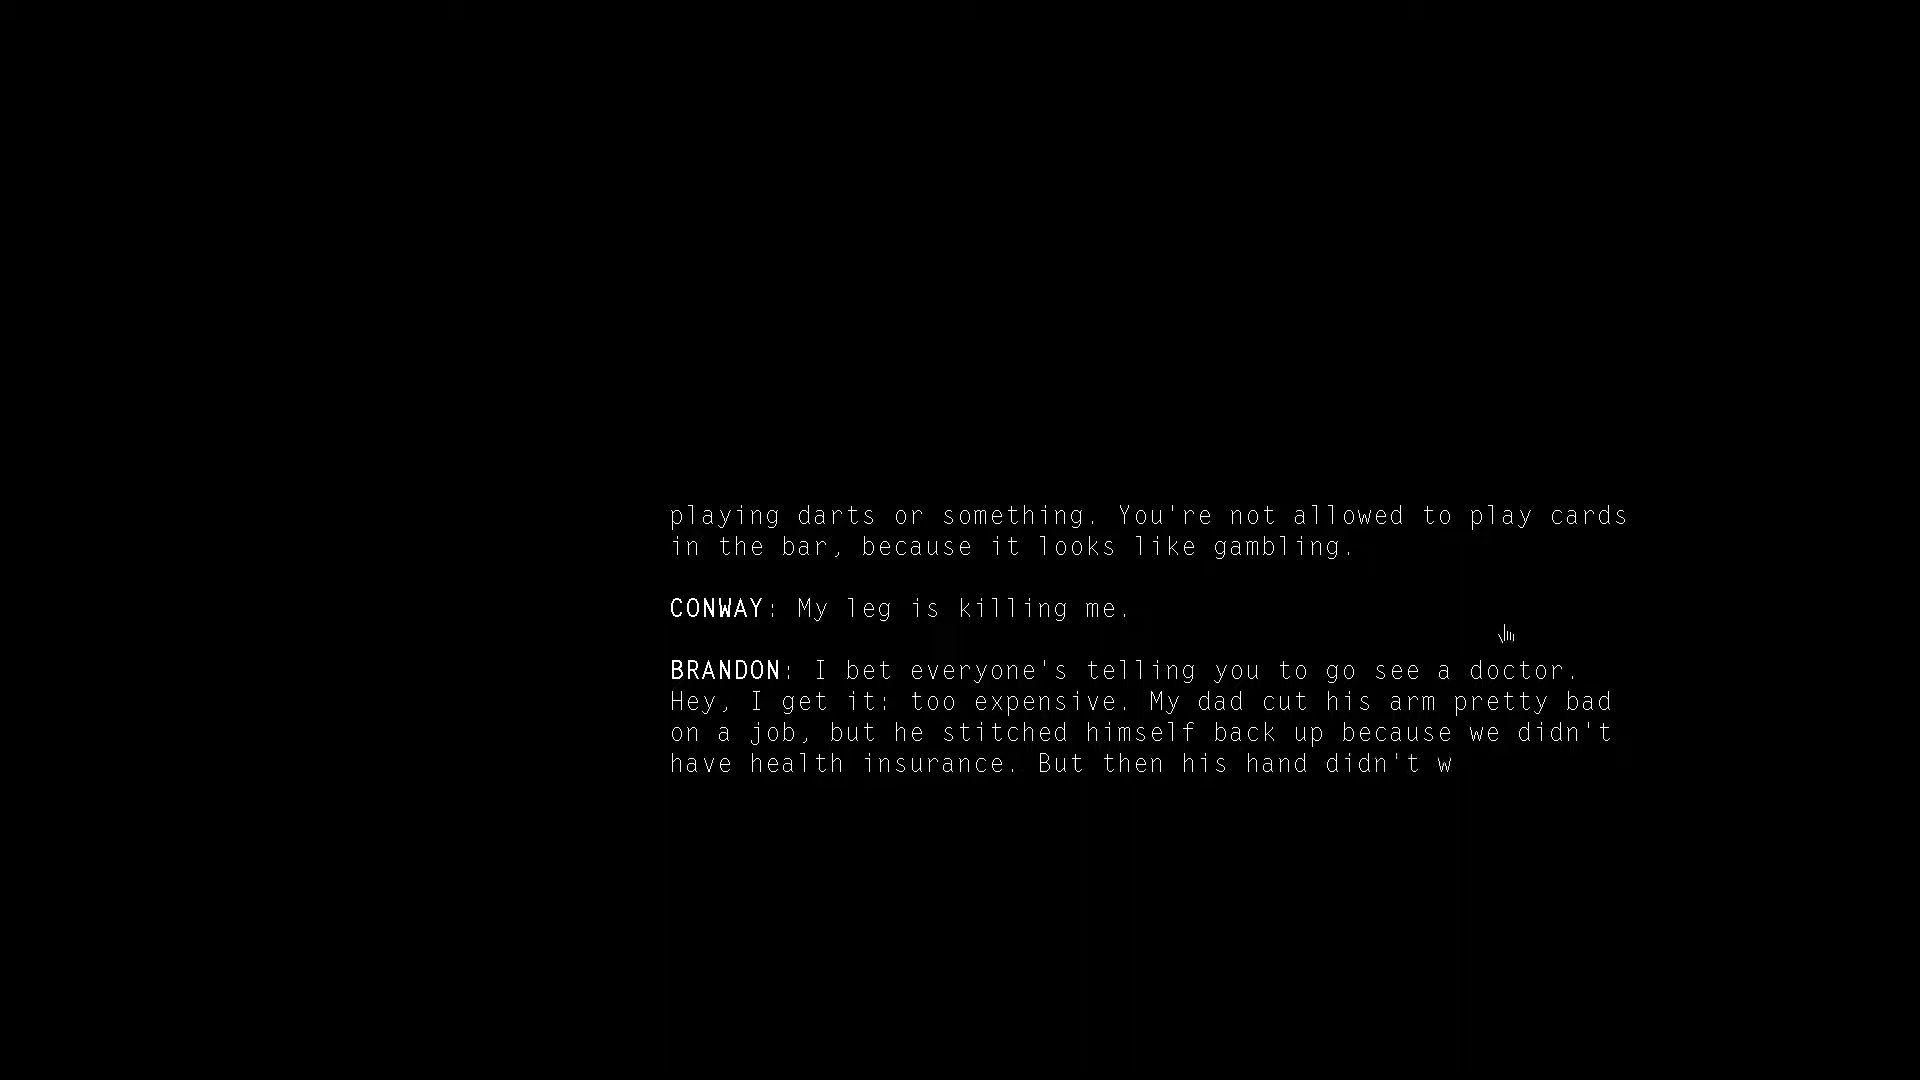 playing darts or something. You're not allowed to play cards
in the bar, because it looks like gambling.
CONWAY: My leg is killing me.
BRANDON: I bet everyone's telling you to go see a doctor.
Hey, I get it: too expensive. My dad cut his arm pretty bad
on a job, but he stitched himself back up because we didn't
have health insurance. But then his hand didn't w